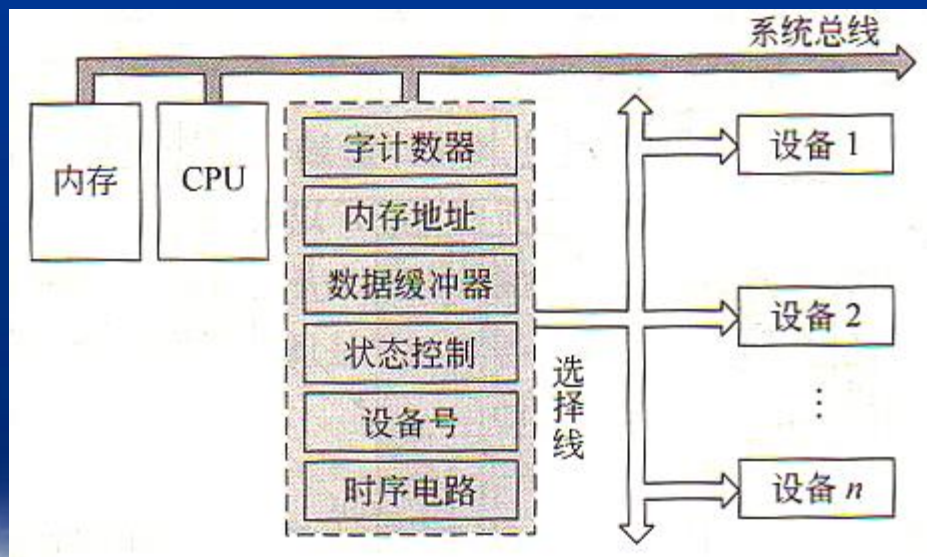 系统总线
内存
CPU
字计数器
内存地址
数据缓冲器
状态控制
设备号
时序电路
选择线
设备 1
设备 2
⋮
设备 n